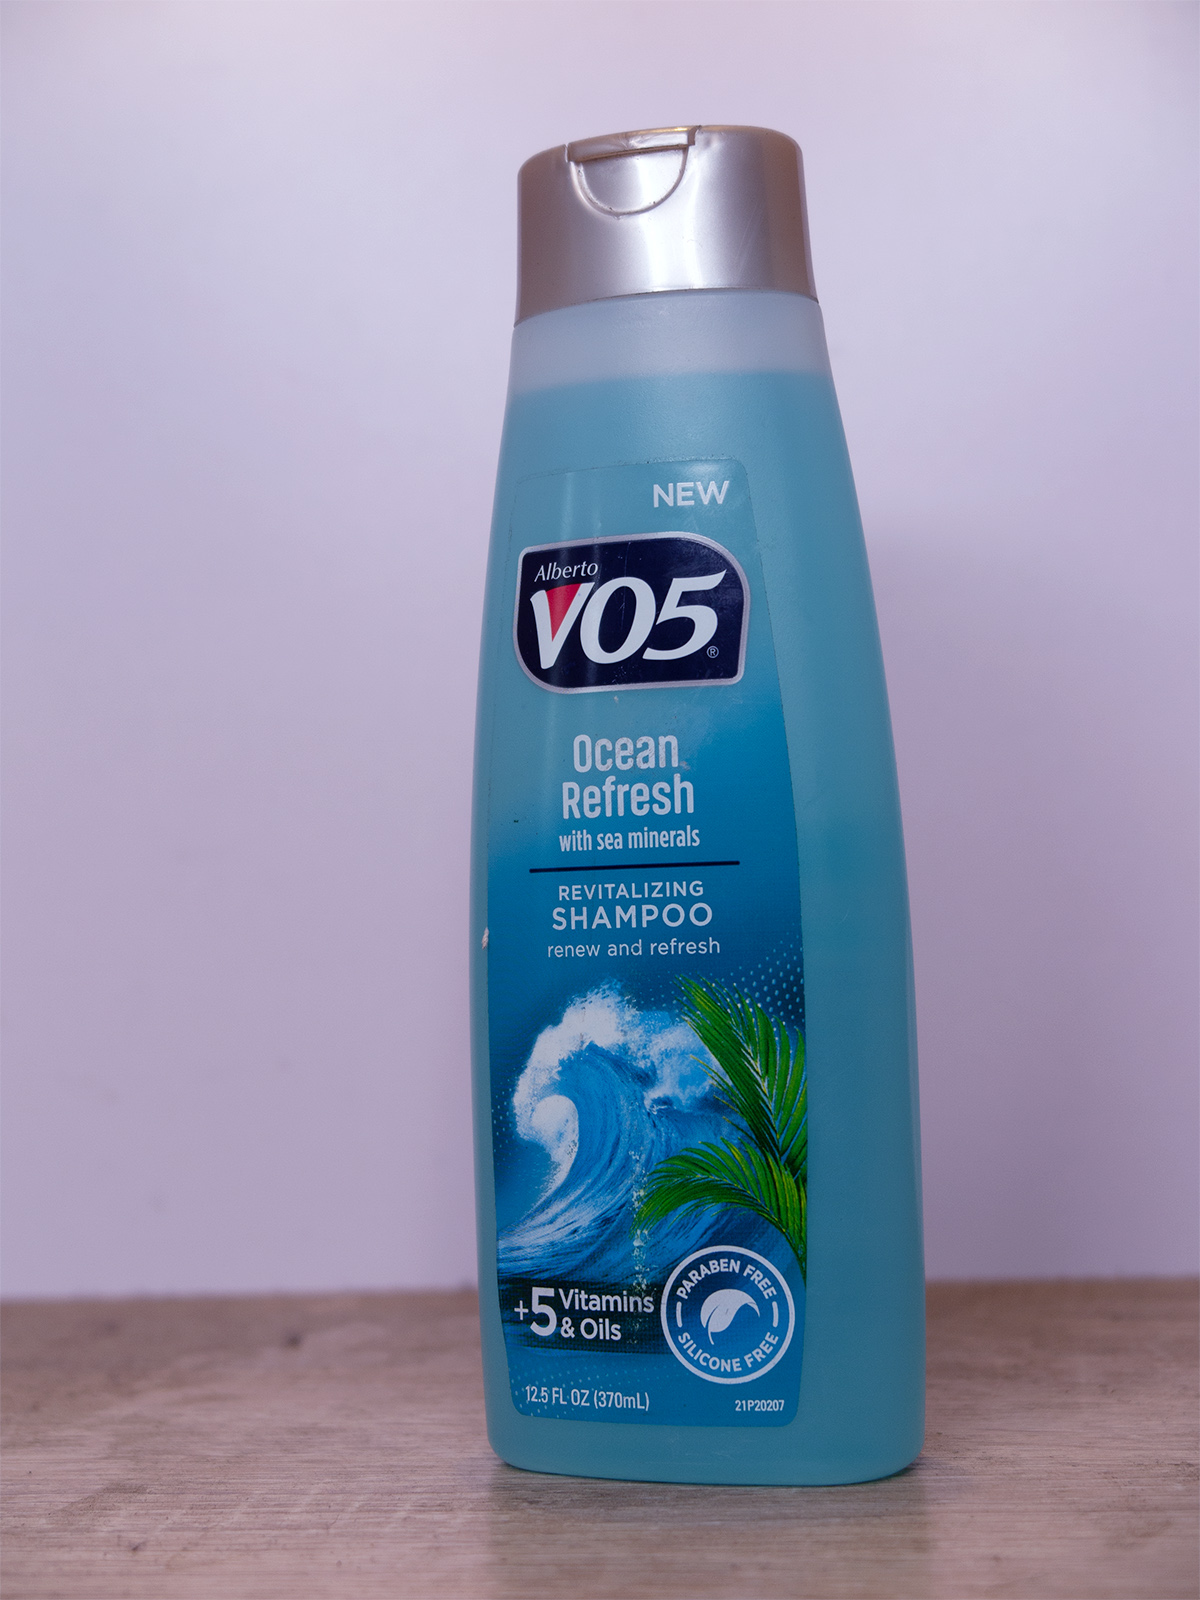 NEW
Alberto
VO5®
Ocean
Refresh
with sea minerals
REVITALIZING
SHAMPOO
renew and refresh
+5 Vitamins
& Oils
PARABEN FREE
SILICONE FREE
12.5 FL OZ (370mL)
21P20207